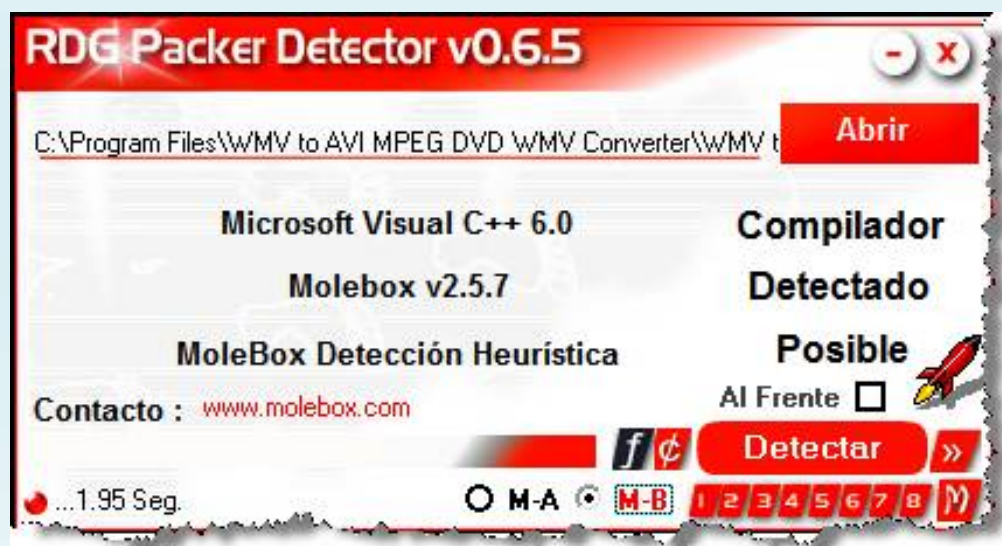 RDG Packer Detector v0.6.5
C:\Program Files\WMV to AVI MPEG DVD WMV Converter\WMV t
Abrir
Microsoft Visual C++ 6.0 Compilador
Molebox v2.5.7 Detectado
MoleBox Detección Heurística Posible
Al Frente
Contacto : www.molebox.com
ƒ ¢ Detectar »
...1.95 Seg. M-A M-B 1 2 3 4 5 6 7 8 M